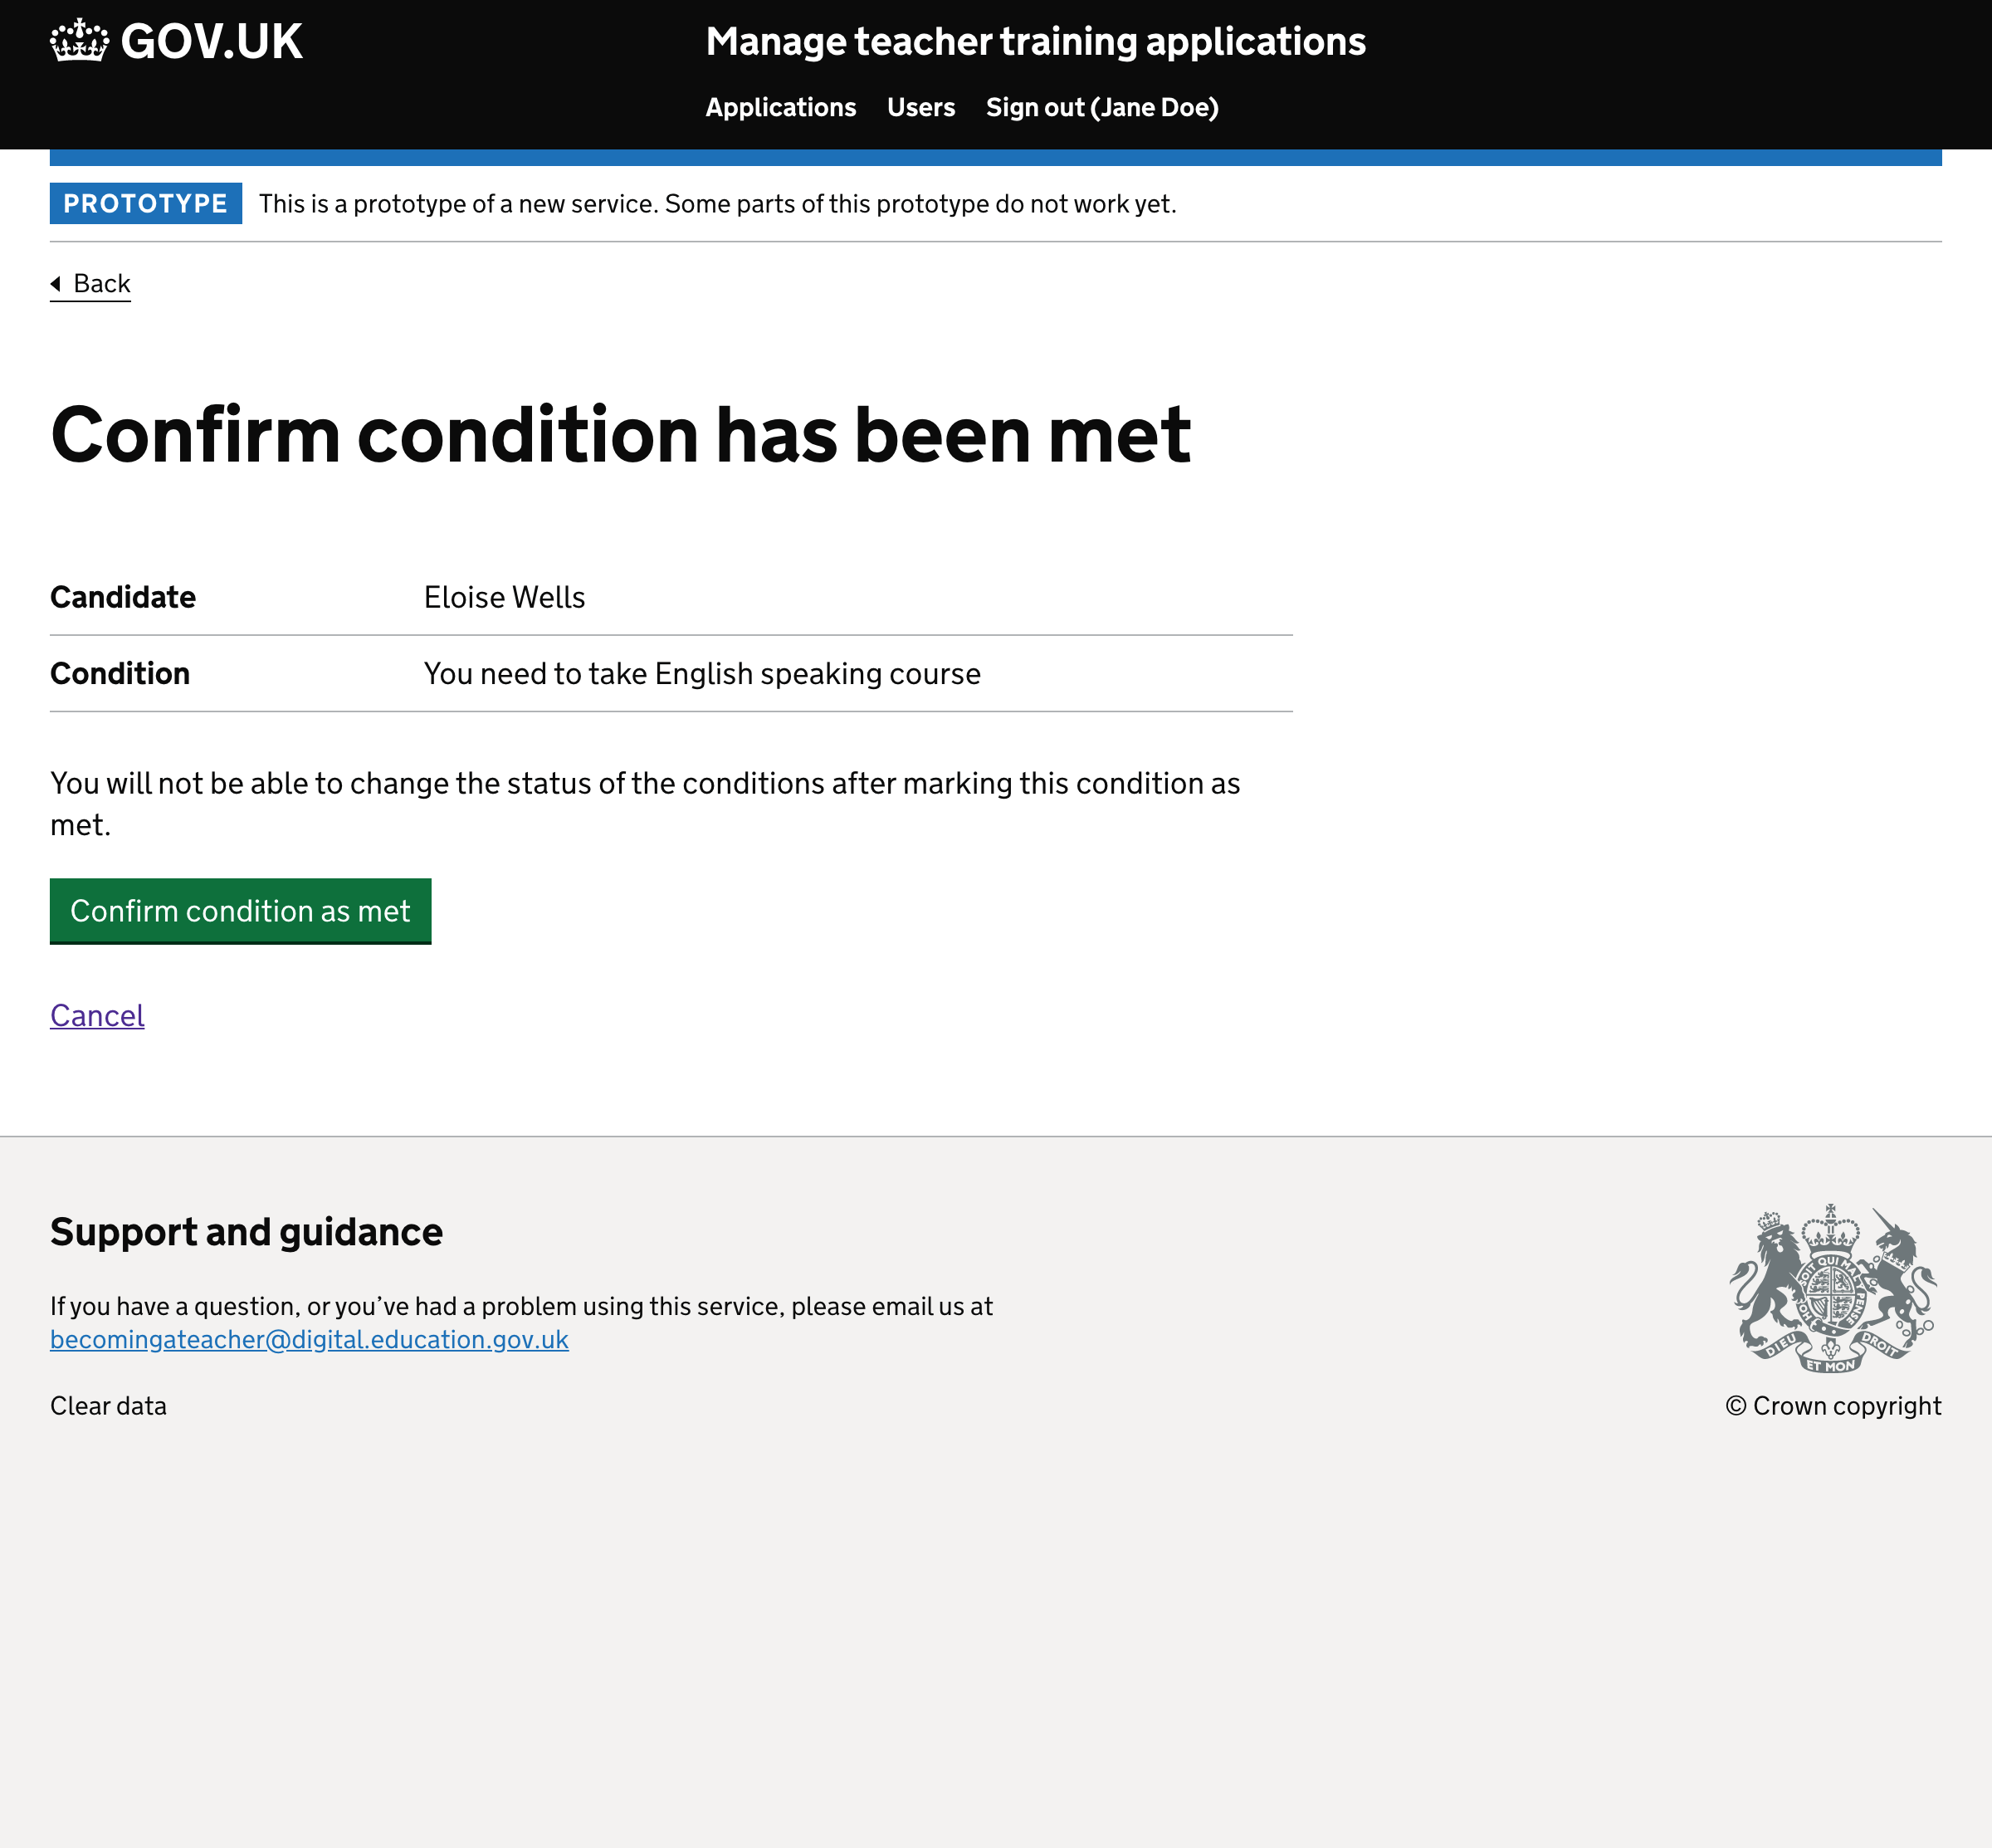 GOV.UK
Manage teacher training applications
Applications Users Sign out (Jane Doe)
PROTOTYPE This is a prototype of a new service. Some parts of this prototype do not work yet.
Back
Confirm condition has been met
Candidate Eloise Wells
Condition You need to take English speaking course
You will not be able to change the status of the conditions after marking this condition as
met.
Confirm condition as met
Cancel
Support and guidance
If you have a question, or you’ve had a problem using this service, please email us at
becomingateacher@digital.education.gov.uk
SOIT QUI MAL Y PENSE
DIEU ET MON DROIT
Clear data
© Crown copyright